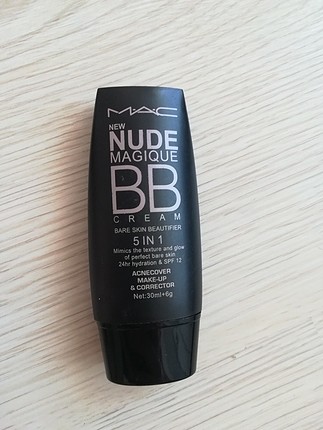 M·A·C
NEW
NUDE
MAGIQUE
BB
CREAM
BARE SKIN BEAUTIFIER
5 IN 1
Mimics the texture and glow
of perfect bare skin
24hr hydration & SPF 12
ACNECOVER
MAKE-UP
& CORRECTOR
Net:30ml+6g